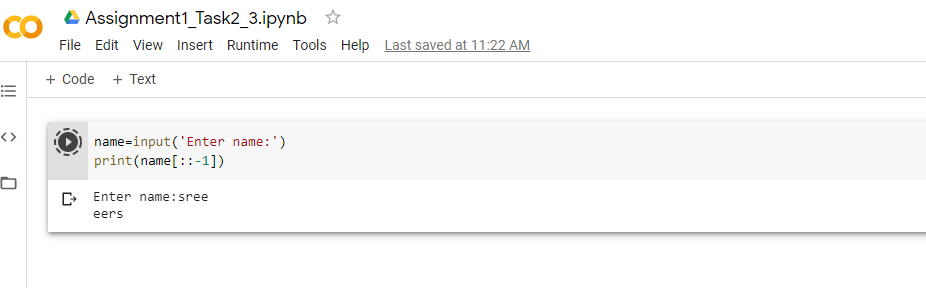 Assignment1_Task2_3.ipynb
File Edit View Insert Runtime Tools Help Last saved at 11:22 AM
+ Code + Text
name=input('Enter name:')
print(name[::-1])
Enter name:sree
eers